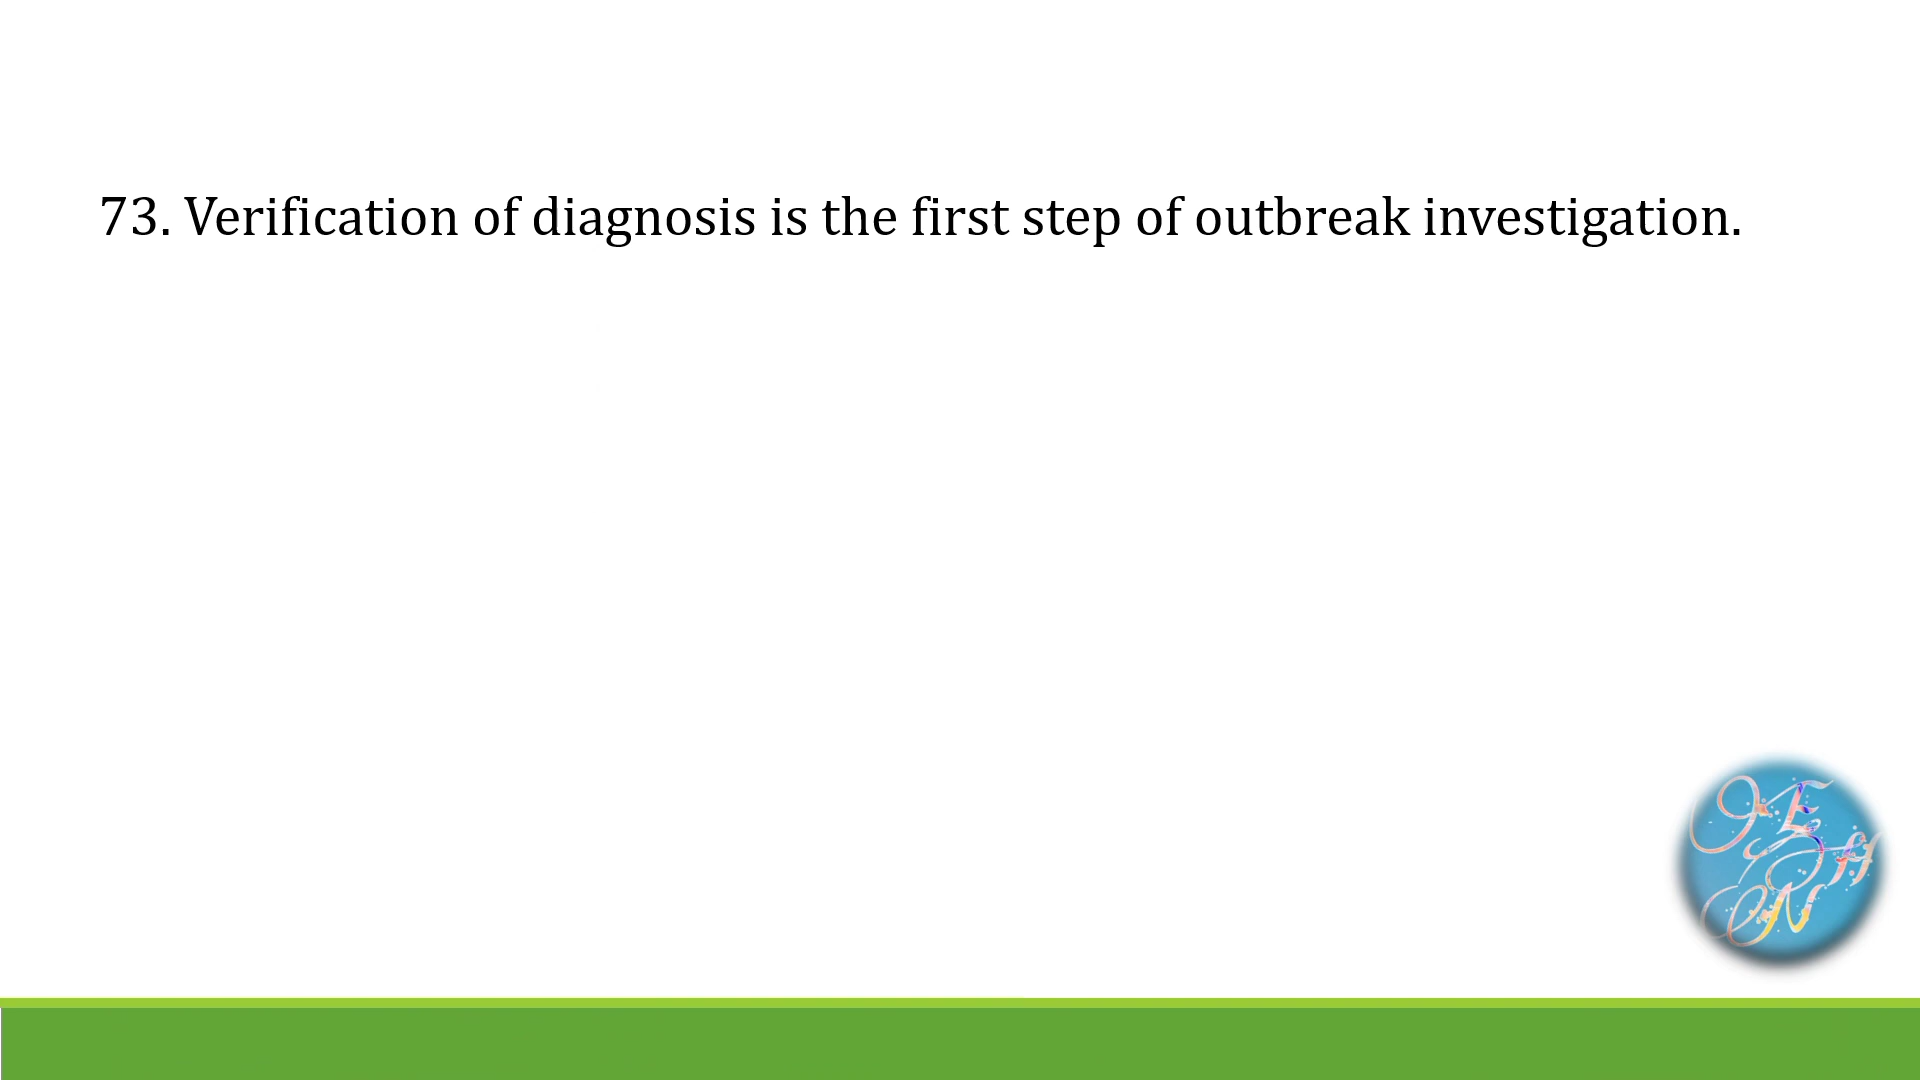 73. Verification of diagnosis is the first step of outbreak investigation.